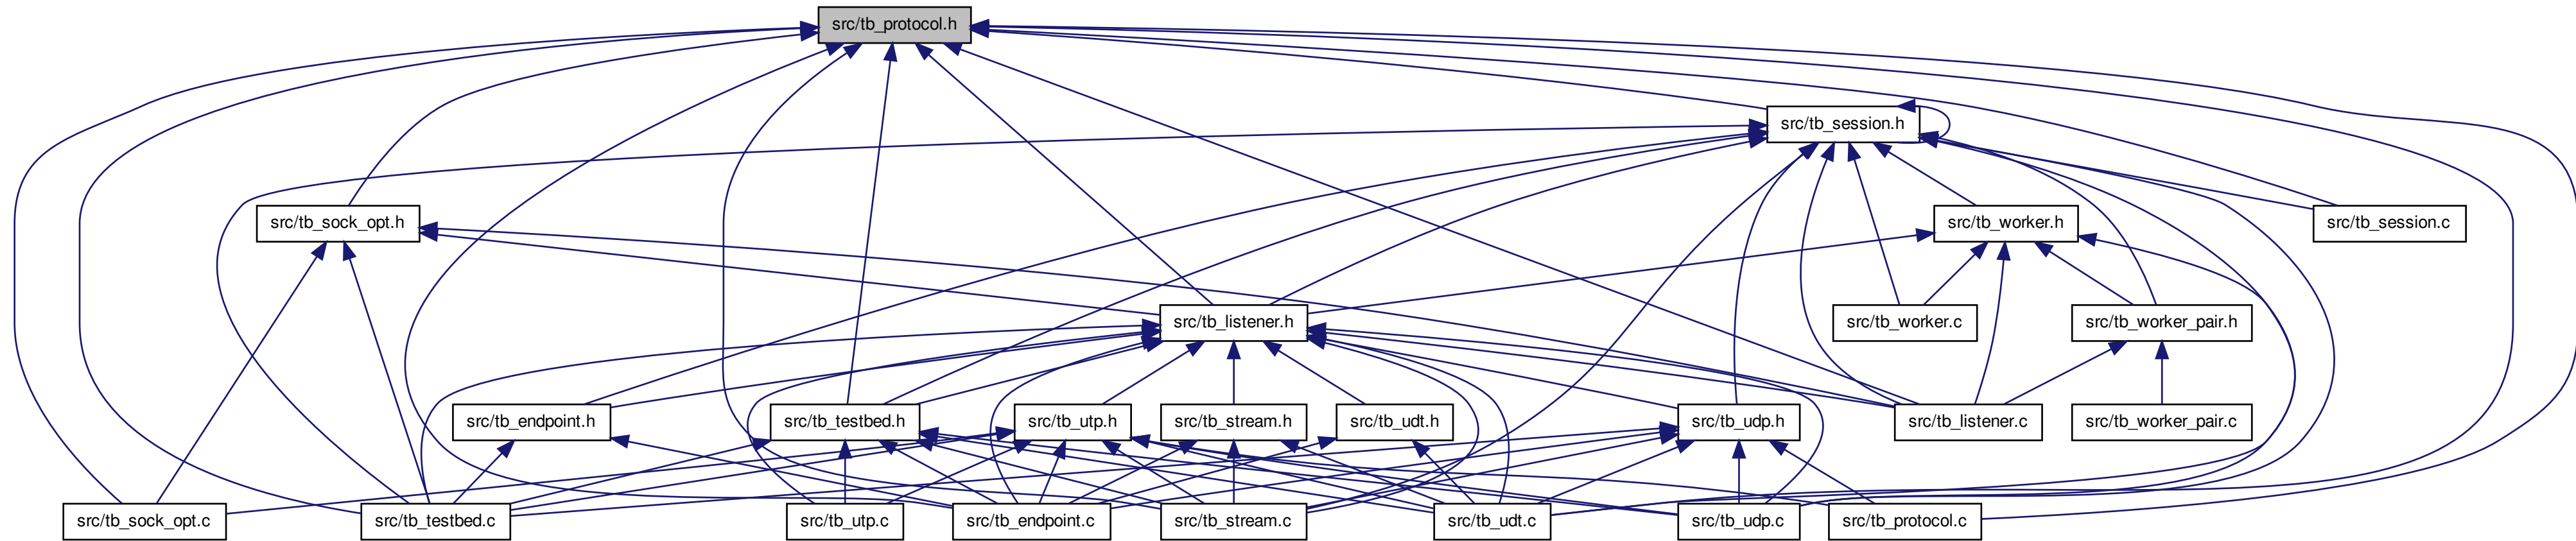 src/tb_protocol.h
src/tb_session.h
src/tb_sock_opt.h
src/tb_worker.h
src/tb_session.c
src/tb_listener.h
src/tb_worker.c
src/tb_worker_pair.h
src/tb_endpoint.h
src/tb_testbed.h
src/tb_utp.h
src/tb_stream.h
src/tb_udt.h
src/tb_udp.h
src/tb_listener.c
src/tb_worker_pair.c
src/tb_sock_opt.c
src/tb_testbed.c
src/tb_utp.c
src/tb_endpoint.c
src/tb_stream.c
src/tb_udt.c
src/tb_udp.c
src/tb_protocol.c